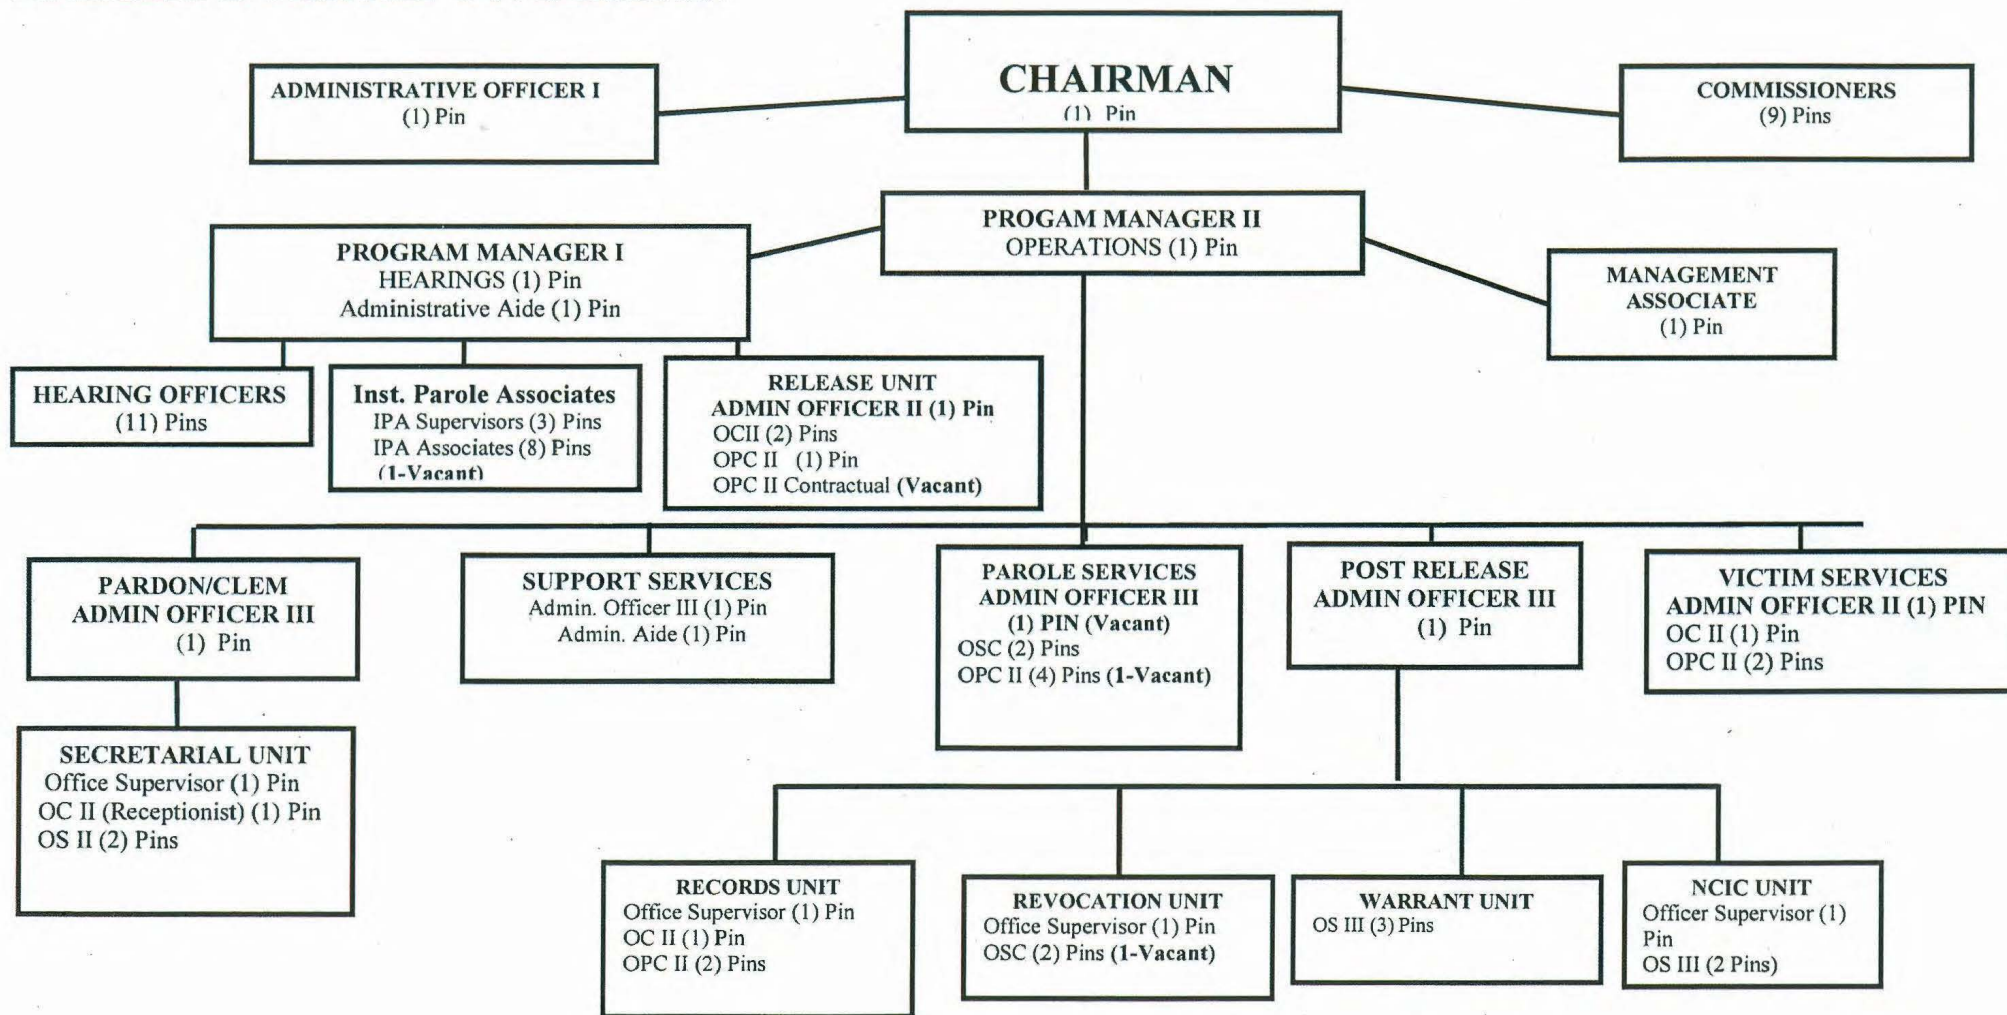 CHAIRMAN
(1) Pin
ADMINISTRATIVE OFFICER I
(1) Pin
COMMISSIONERS
(9) Pins
PROGAM MANAGER II
OPERATIONS (1) Pin
PROGRAM MANAGER I
HEARINGS (1) Pin
Administrative Aide (1) Pin
MANAGEMENT
ASSOCIATE
(1) Pin
HEARING OFFICERS
(11) Pins
Inst. Parole Associates
IPA Supervisors (3) Pins
IPA Associates (8) Pins
(1-Vacant)
RELEASE UNIT
ADMIN OFFICER II (1) Pin
OCII (2) Pins
OPC II (1) Pin
OPC II Contractual (Vacant)
PARDON/CLEM
ADMIN OFFICER III
(1) Pin
SUPPORT SERVICES
Admin. Officer III (1) Pin
Admin. Aide (1) Pin
PAROLE SERVICES
ADMIN OFFICER III
(1) PIN (Vacant)
OSC (2) Pins
OPC II (4) Pins (1-Vacant)
POST RELEASE
ADMIN OFFICER III
(1) Pin
VICTIM SERVICES
ADMIN OFFICER II (1) PIN
OC II (1) Pin
OPC II (2) Pins
SECRETARIAL UNIT
Office Supervisor (1) Pin
OC II (Receptionist) (1) Pin
OS II (2) Pins
RECORDS UNIT
Office Supervisor (1) Pin
OC II (1) Pin
OPC II (2) Pins
REVOCATION UNIT
Office Supervisor (1) Pin
OSC (2) Pins (1-Vacant)
WARRANT UNIT
OS III (3) Pins
NCIC UNIT
Officer Supervisor (1)
Pin
OS III (2 Pins)